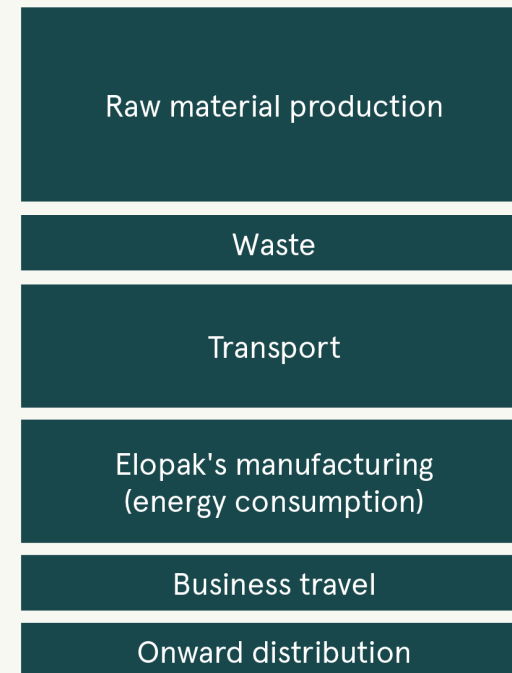 Raw material production
Waste
Transport
Elopak's manufacturing
(energy consumption)
Business travel
Onward distribution